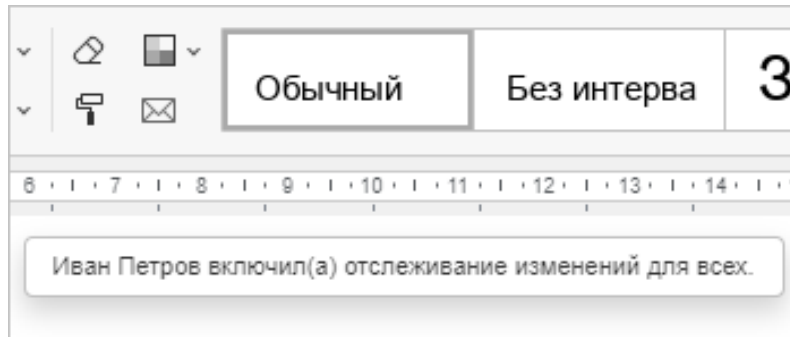 Обычный
Без интерва
З
6 7 8 9 10 11 12 13 14
Иван Петров включил(а) отслеживание изменений для всех.